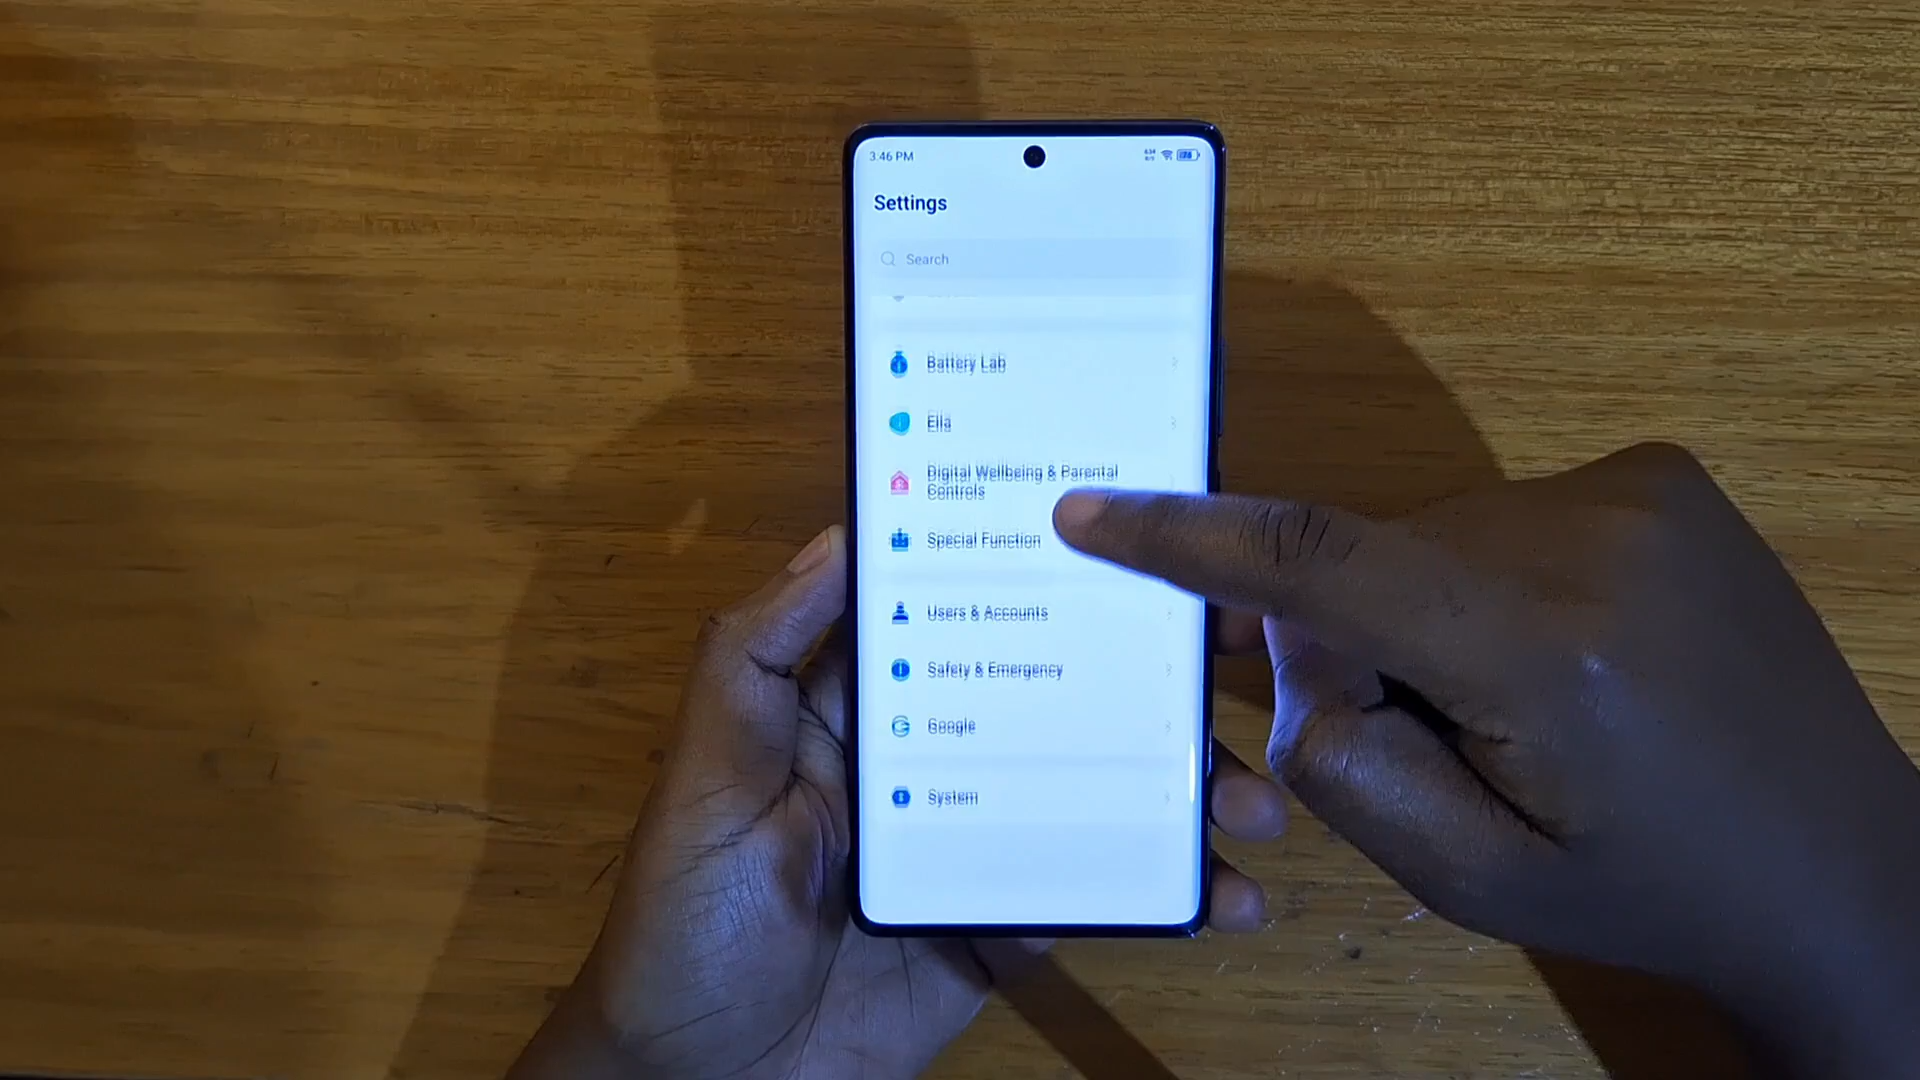 3:46 PM
Settings
Search
Battery Lab
Ella
Digital Wellbeing & Parental
Controls
Special Function
Users & Accounts
Safety & Emergency
Google
System